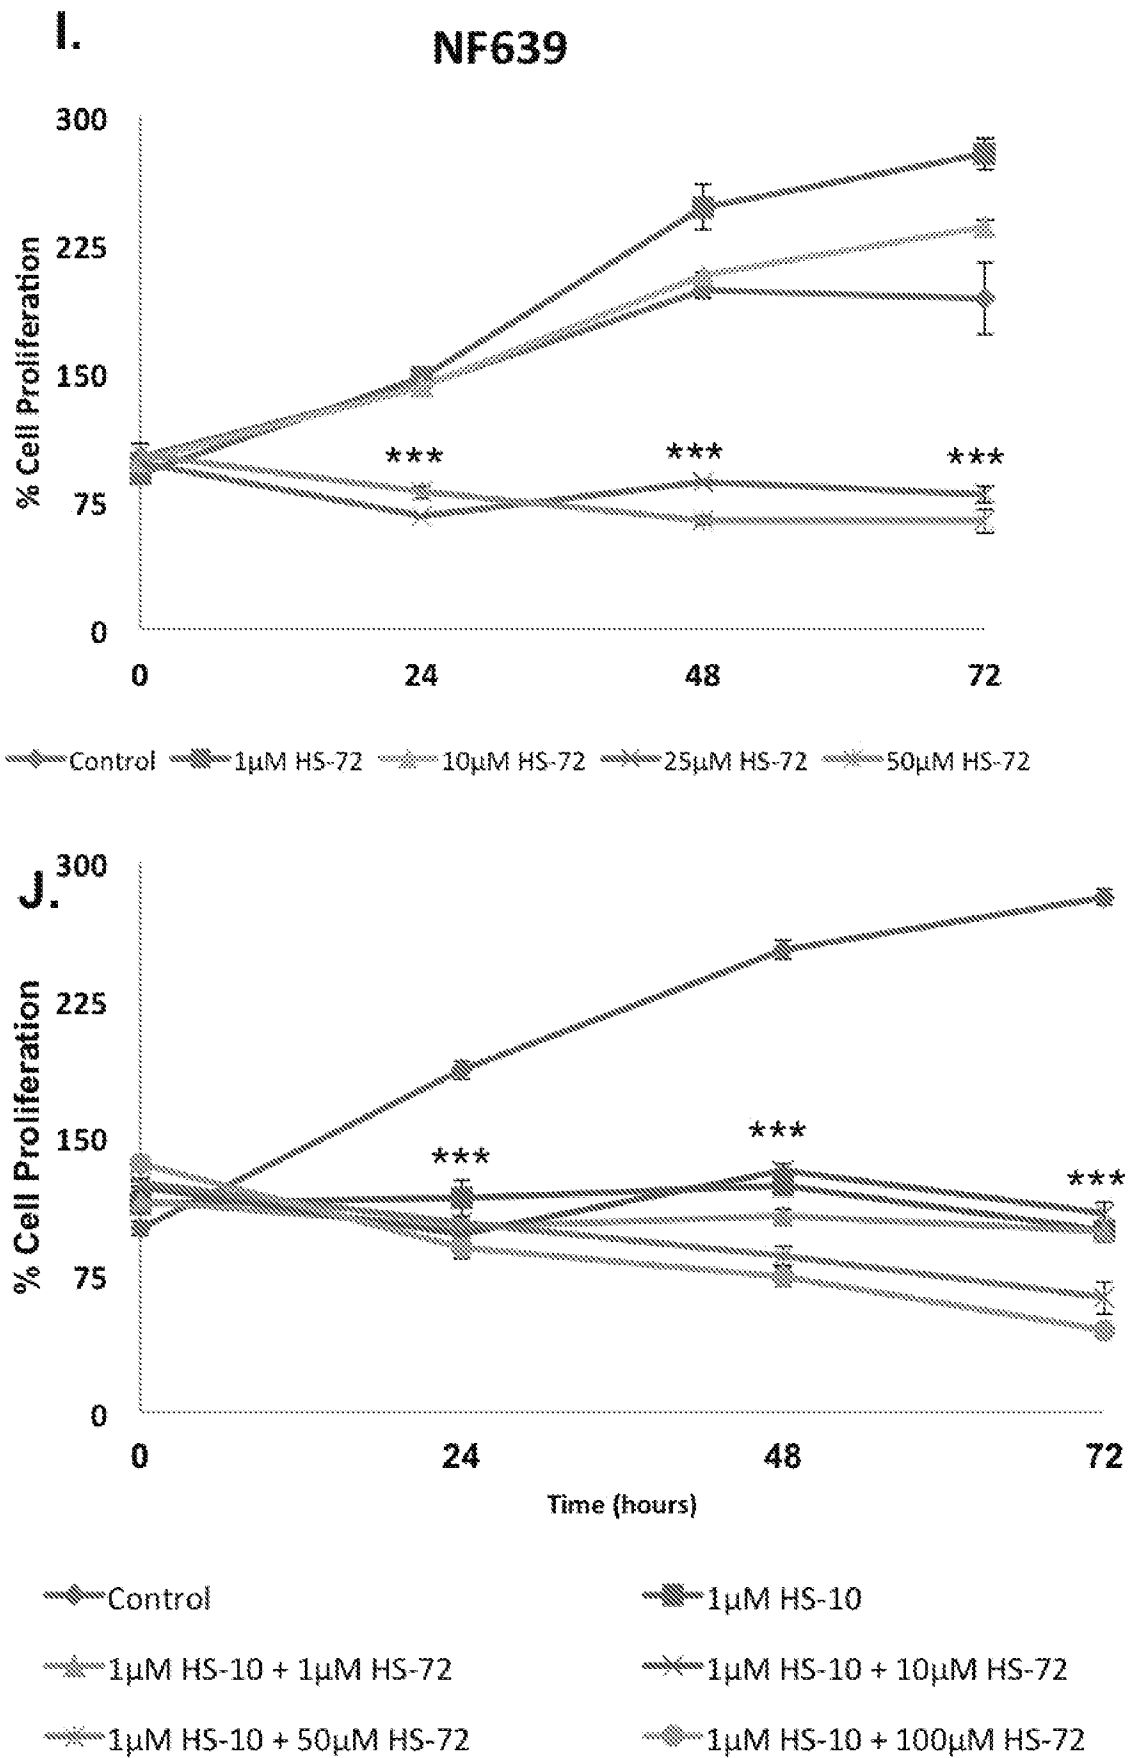 I.
NF639
300
225
150
75
0
% Cell Proliferation
***
***
***
0 24 48 72
Control 1µM HS-72 10µM HS-72 25µM HS-72 50µM HS-72
J.
300
225
150
75
0
% Cell Proliferation
***
***
***
0 24 48 72
Time (hours)
Control 1µM HS-10
1µM HS-10 + 1µM HS-72 1µM HS-10 + 10µM HS-72
1µM HS-10 + 50µM HS-72 1µM HS-10 + 100µM HS-72